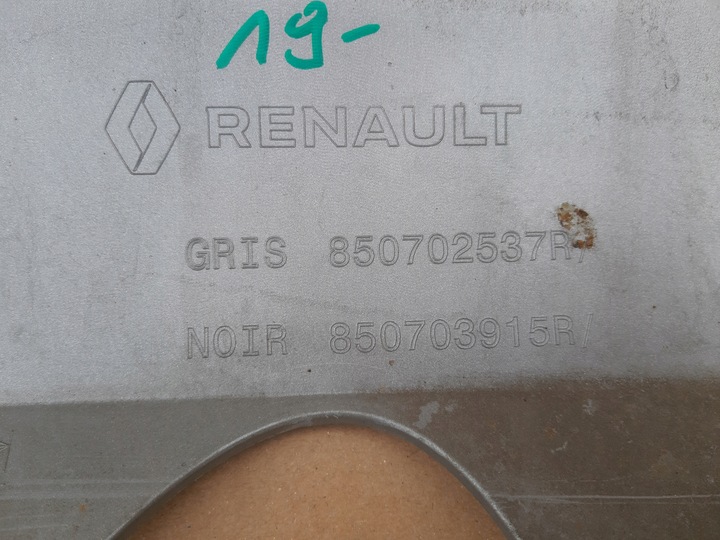 19-
RENAULT
GRIS 850702537R/
NOIR 850703915R/